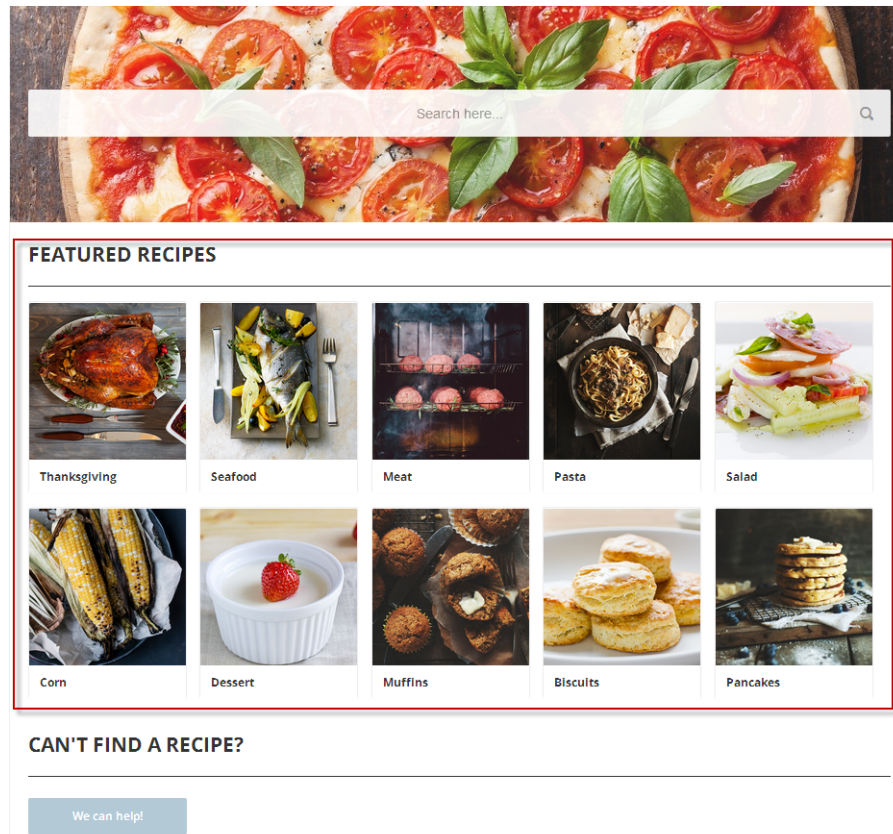 Search here...
FEATURED RECIPES
Thanksgiving
Seafood
Meat
Pasta
Salad
Corn
Dessert
Muffins
Biscuits
Pancakes
CAN'T FIND A RECIPE?
We can help!